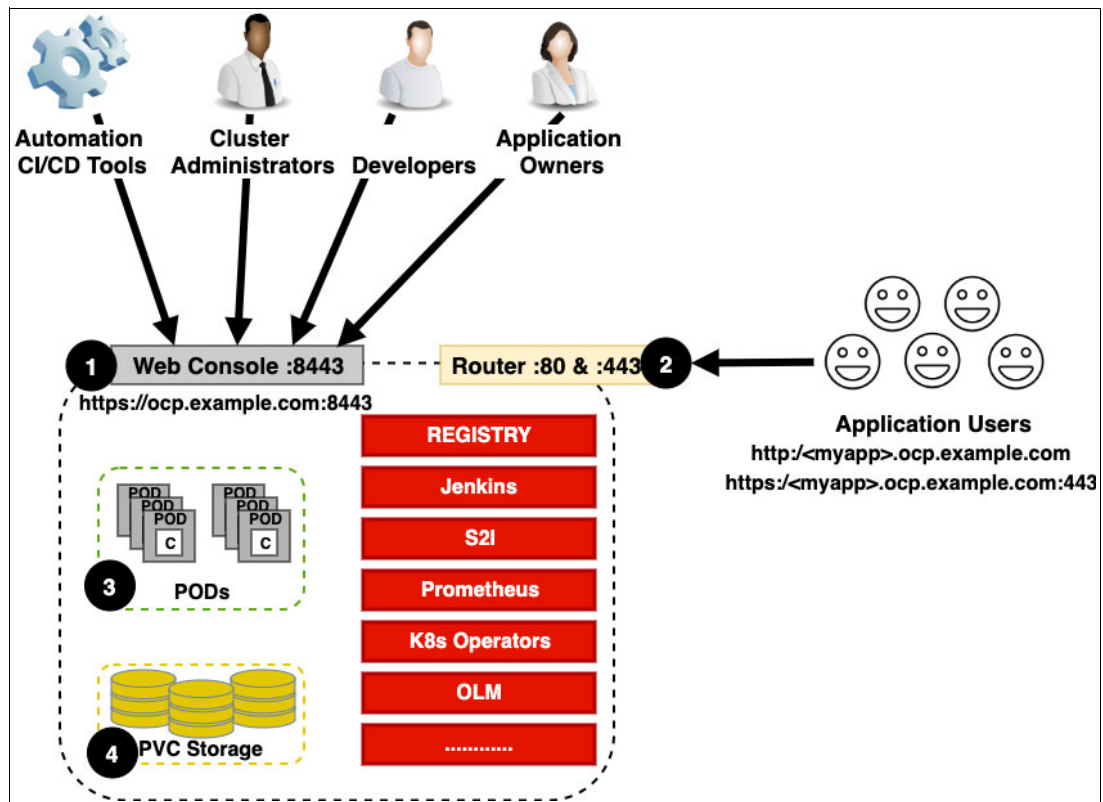 Automation
CI/CD Tools
Cluster
Administrators
Developers
Application
Owners
1
Web Console :8443
https://ocp.example.com:8443
Router :80 & :443
2
Application Users
http:/<myapp>.ocp.example.com
https:/<myapp>.ocp.example.com:443
REGISTRY
Jenkins
S2I
Prometheus
K8s Operators
OLM
............
POD
POD
POD
C
POD
POD
POD
C
3
PODs
4
PVC Storage